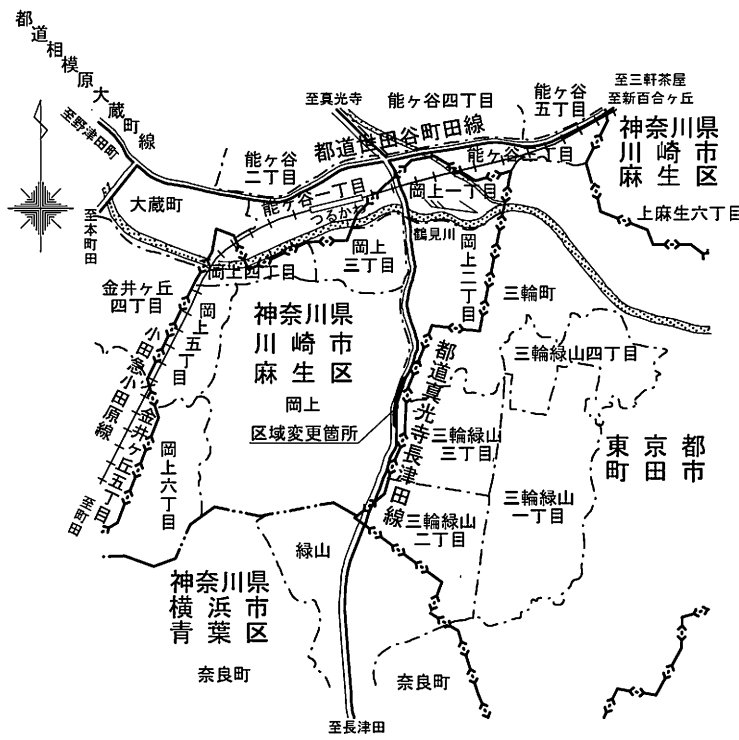 都道相模原大蔵町線
至三軒茶屋
至新百合ヶ丘
至真光寺
能ヶ谷四丁目
能ヶ谷
五丁目
神奈川県
川崎市
麻生区
至野津田町
都道世田谷町田線
能ヶ谷
二丁目
能ヶ谷三丁目
能ヶ谷一丁目
岡上一丁目
大蔵町
つるかわ
上麻生六丁目
至本町田
鶴見川
岡上
三丁目
岡上二丁目
岡上四丁目
金井ヶ丘
四丁目
岡上五丁目
三輪町
神奈川県
川崎市
麻生区
小田急小田原線
都道真光寺長津田線
三輪緑山四丁目
岡上
区域変更箇所
金井ヶ丘五丁目
岡上六丁目
三輪緑山
三丁目
東京都
町田市
至町田
三輪緑山
一丁目
三輪緑山
二丁目
緑山
神奈川県
横浜市
青葉区
奈良町
奈良町
至長津田